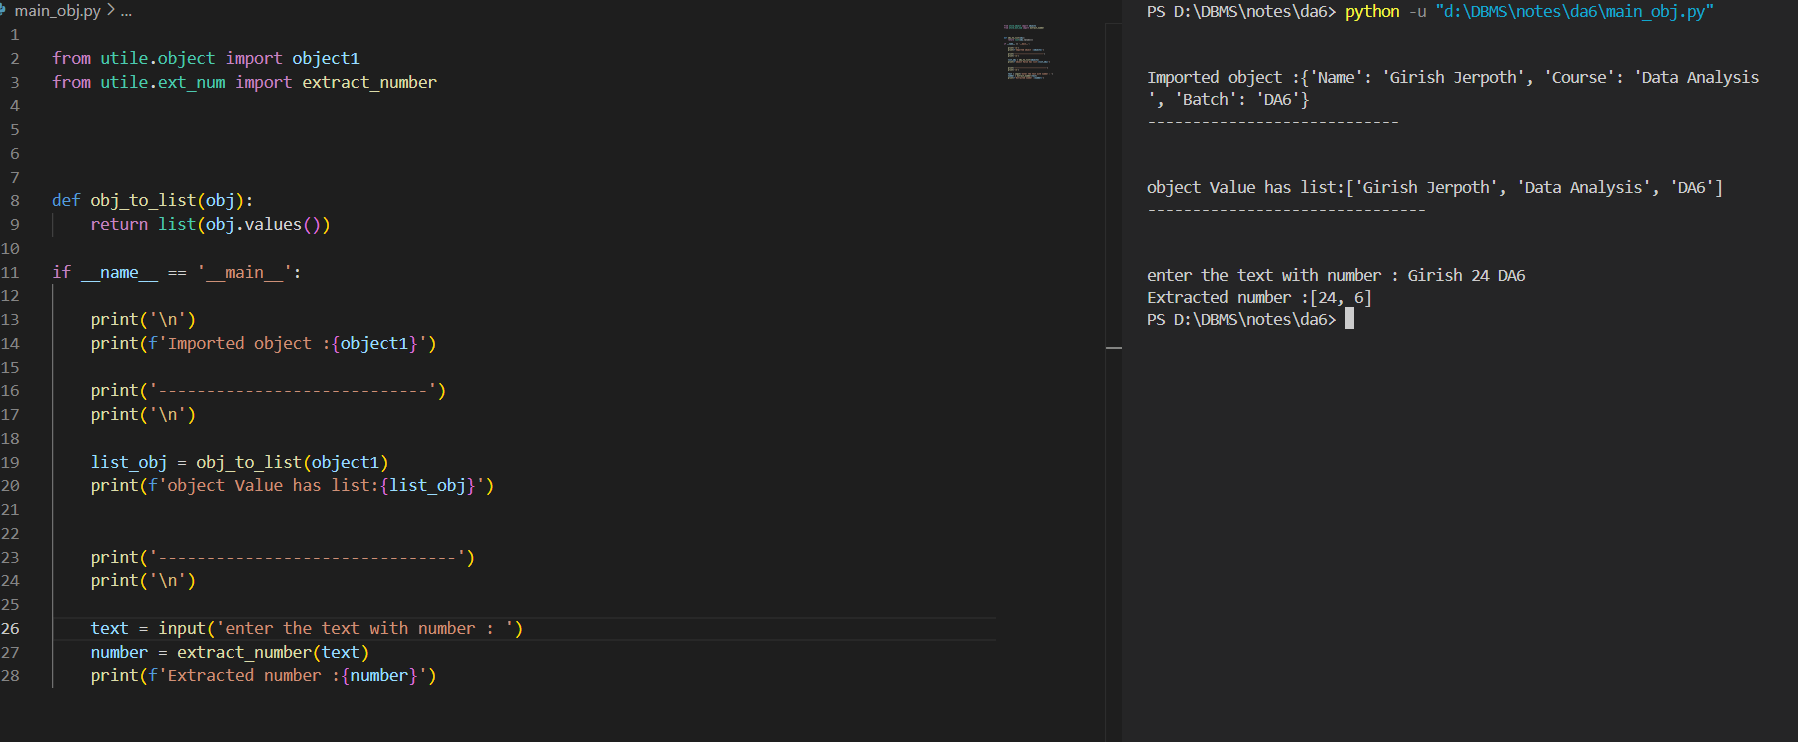 main_obj.py > ...
1
2 from utile.object import object1
3 from utile.ext_num import extract_number
4
5
6
7
8 def obj_to_list(obj):
9     return list(obj.values())
10
11 if __name__ == '__main__':
12
13     print('\n')
14     print(f'Imported object :{object1}')
15
16     print('----------------------------')
17     print('\n')
18
19     list_obj = obj_to_list(object1)
20     print(f'object Value has list:{list_obj}')
21
22
23     print('-------------------------------')
24     print('\n')
25
26     text = input('enter the text with number : ')
27     number = extract_number(text)
28     print(f'Extracted number :{number}')
PS D:\DBMS\notes\da6> python -u "d:\DBMS\notes\da6\main_obj.py"
Imported object :{'Name': 'Girish Jerpoth', 'Course': 'Data Analysis
', 'Batch': 'DA6'}
----------------------------
object Value has list:['Girish Jerpoth', 'Data Analysis', 'DA6']
-------------------------------
enter the text with number : Girish 24 DA6
Extracted number :[24, 6]
PS D:\DBMS\notes\da6>